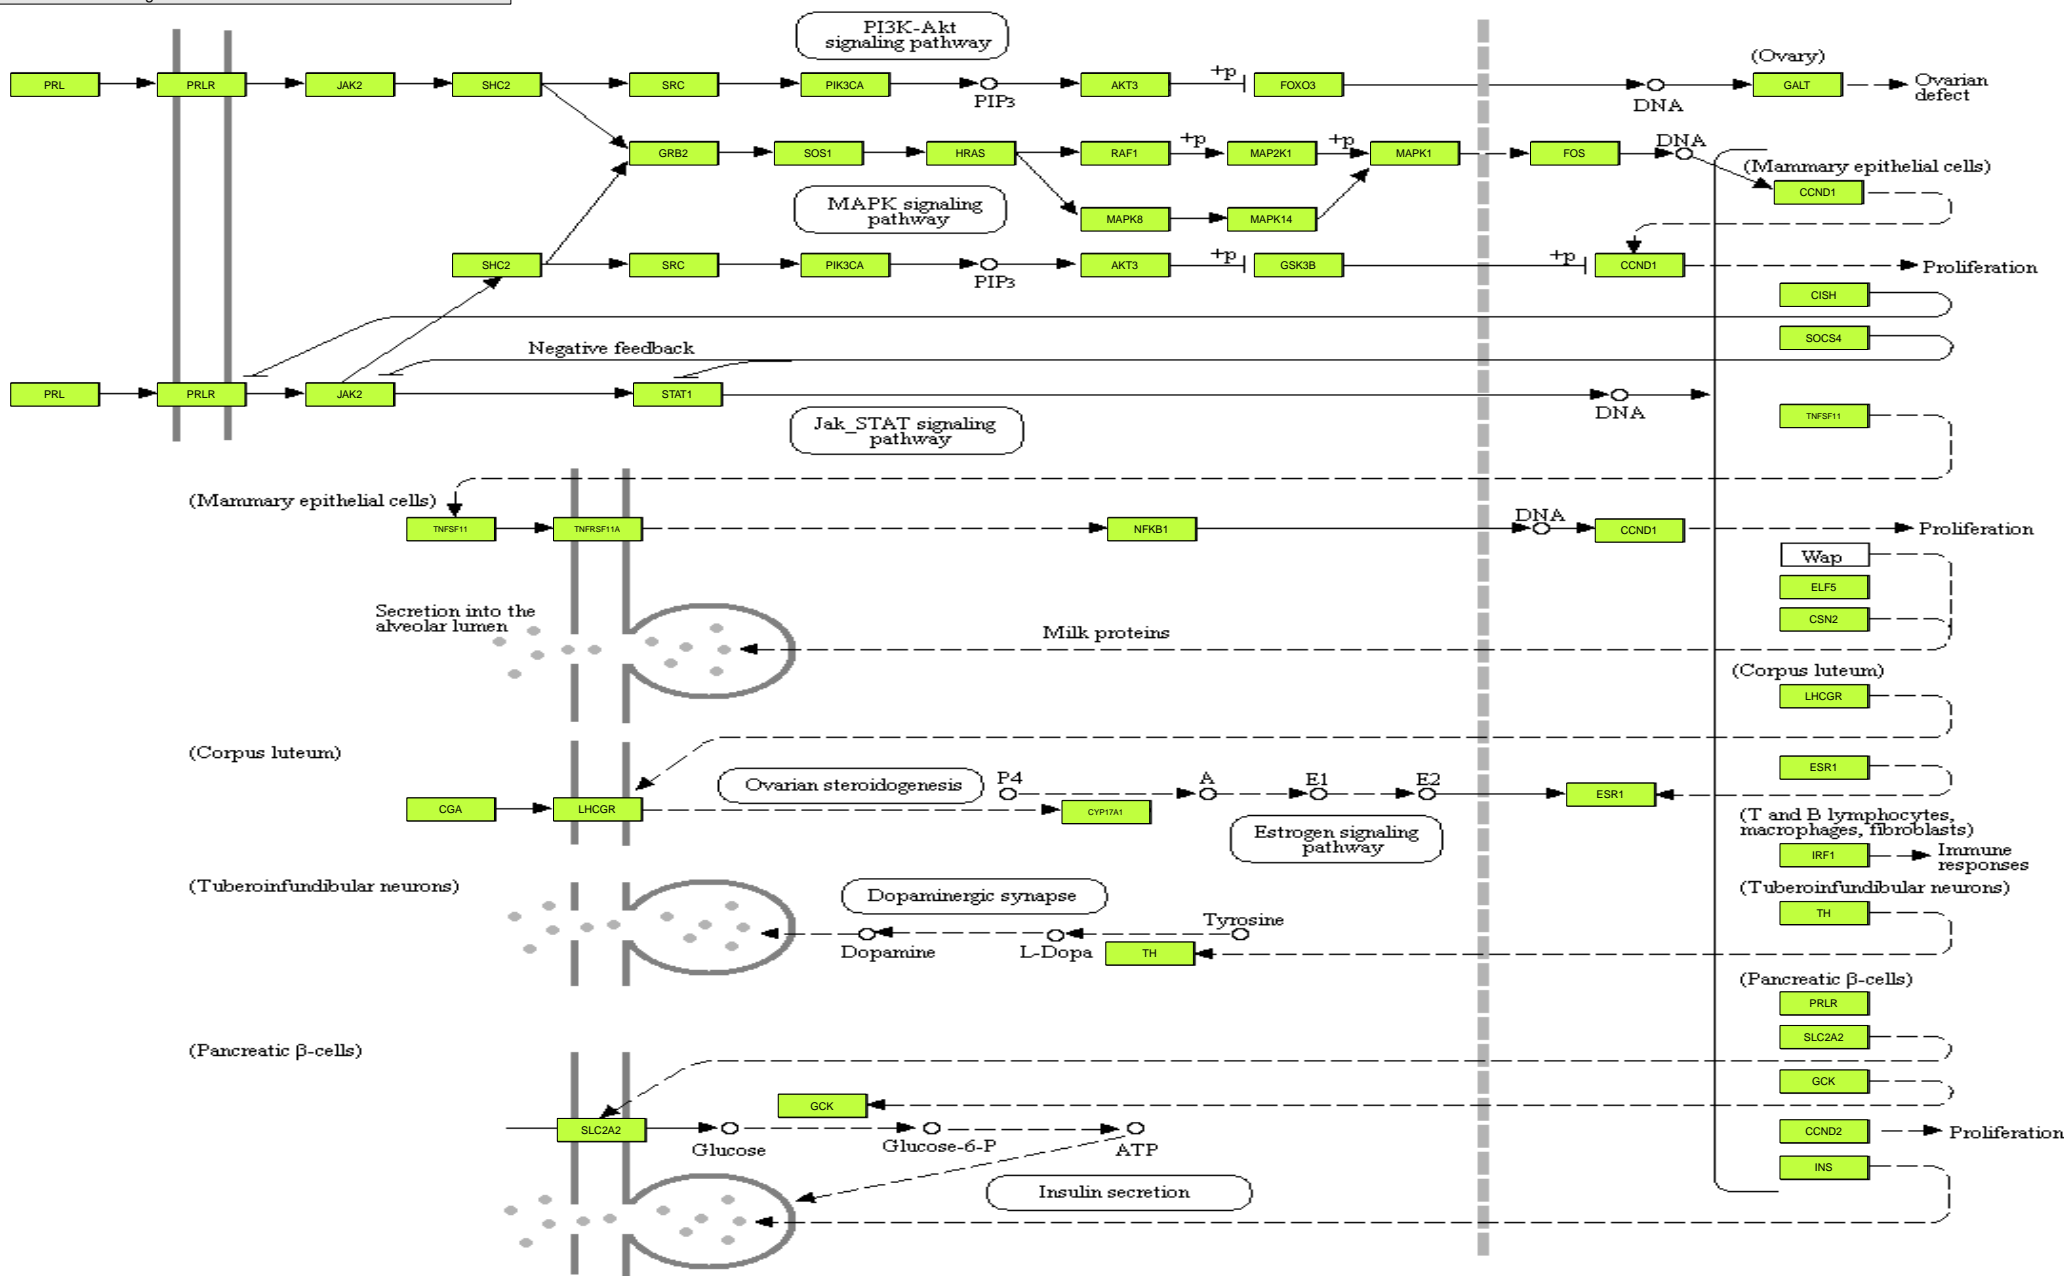 PI3K-Akt
signaling pathway
(Ovary)
PRL
PRLR
JAK2
SHC2
SRC
PIK3CA
PIP3
AKT3
+p
FOXO3
DNA
GALT
Ovarian
defect
GRB2
SOS1
HRAS
RAF1
+p
MAP2K1
+p
MAPK1
FOS
DNA
(Mammary epithelial cells)
CCND1
MAPK signaling
pathway
MAPK8
MAPK14
SHC2
SRC
PIK3CA
PIP3
AKT3
+p
GSK3B
+p
CCND1
Proliferation
CISH
SOCS4
Negative feedback
PRL
PRLR
JAK2
STAT1
DNA
Jak_STAT signaling
pathway
TNFSF11
(Mammary epithelial cells)
TNFSF11
TNFRSF11A
NFKB1
DNA
CCND1
Proliferation
Wap
ELF5
CSN2
Secretion into the
alveolar lumen
Milk proteins
(Corpus luteum)
LHCGR
(Corpus luteum)
Ovarian steroidogenesis
P4
A
E1
E2
ESR1
ESR1
CGA
LHCGR
CYP17A1
Estrogen signaling
pathway
(T and B lymphocytes,
macrophages, fibroblasts)
IRF1
Immune
responses
(Tuberoinfundibular neurons)
(Tuberoinfundibular neurons)
TH
Dopaminergic synapse
Tyrosine
Dopamine
L-Dopa
TH
(Pancreatic β-cells)
PRLR
SLC2A2
(Pancreatic β-cells)
GCK
GCK
SLC2A2
Glucose
Glucose-6-P
ATP
CCND2
Proliferation
INS
Insulin secretion